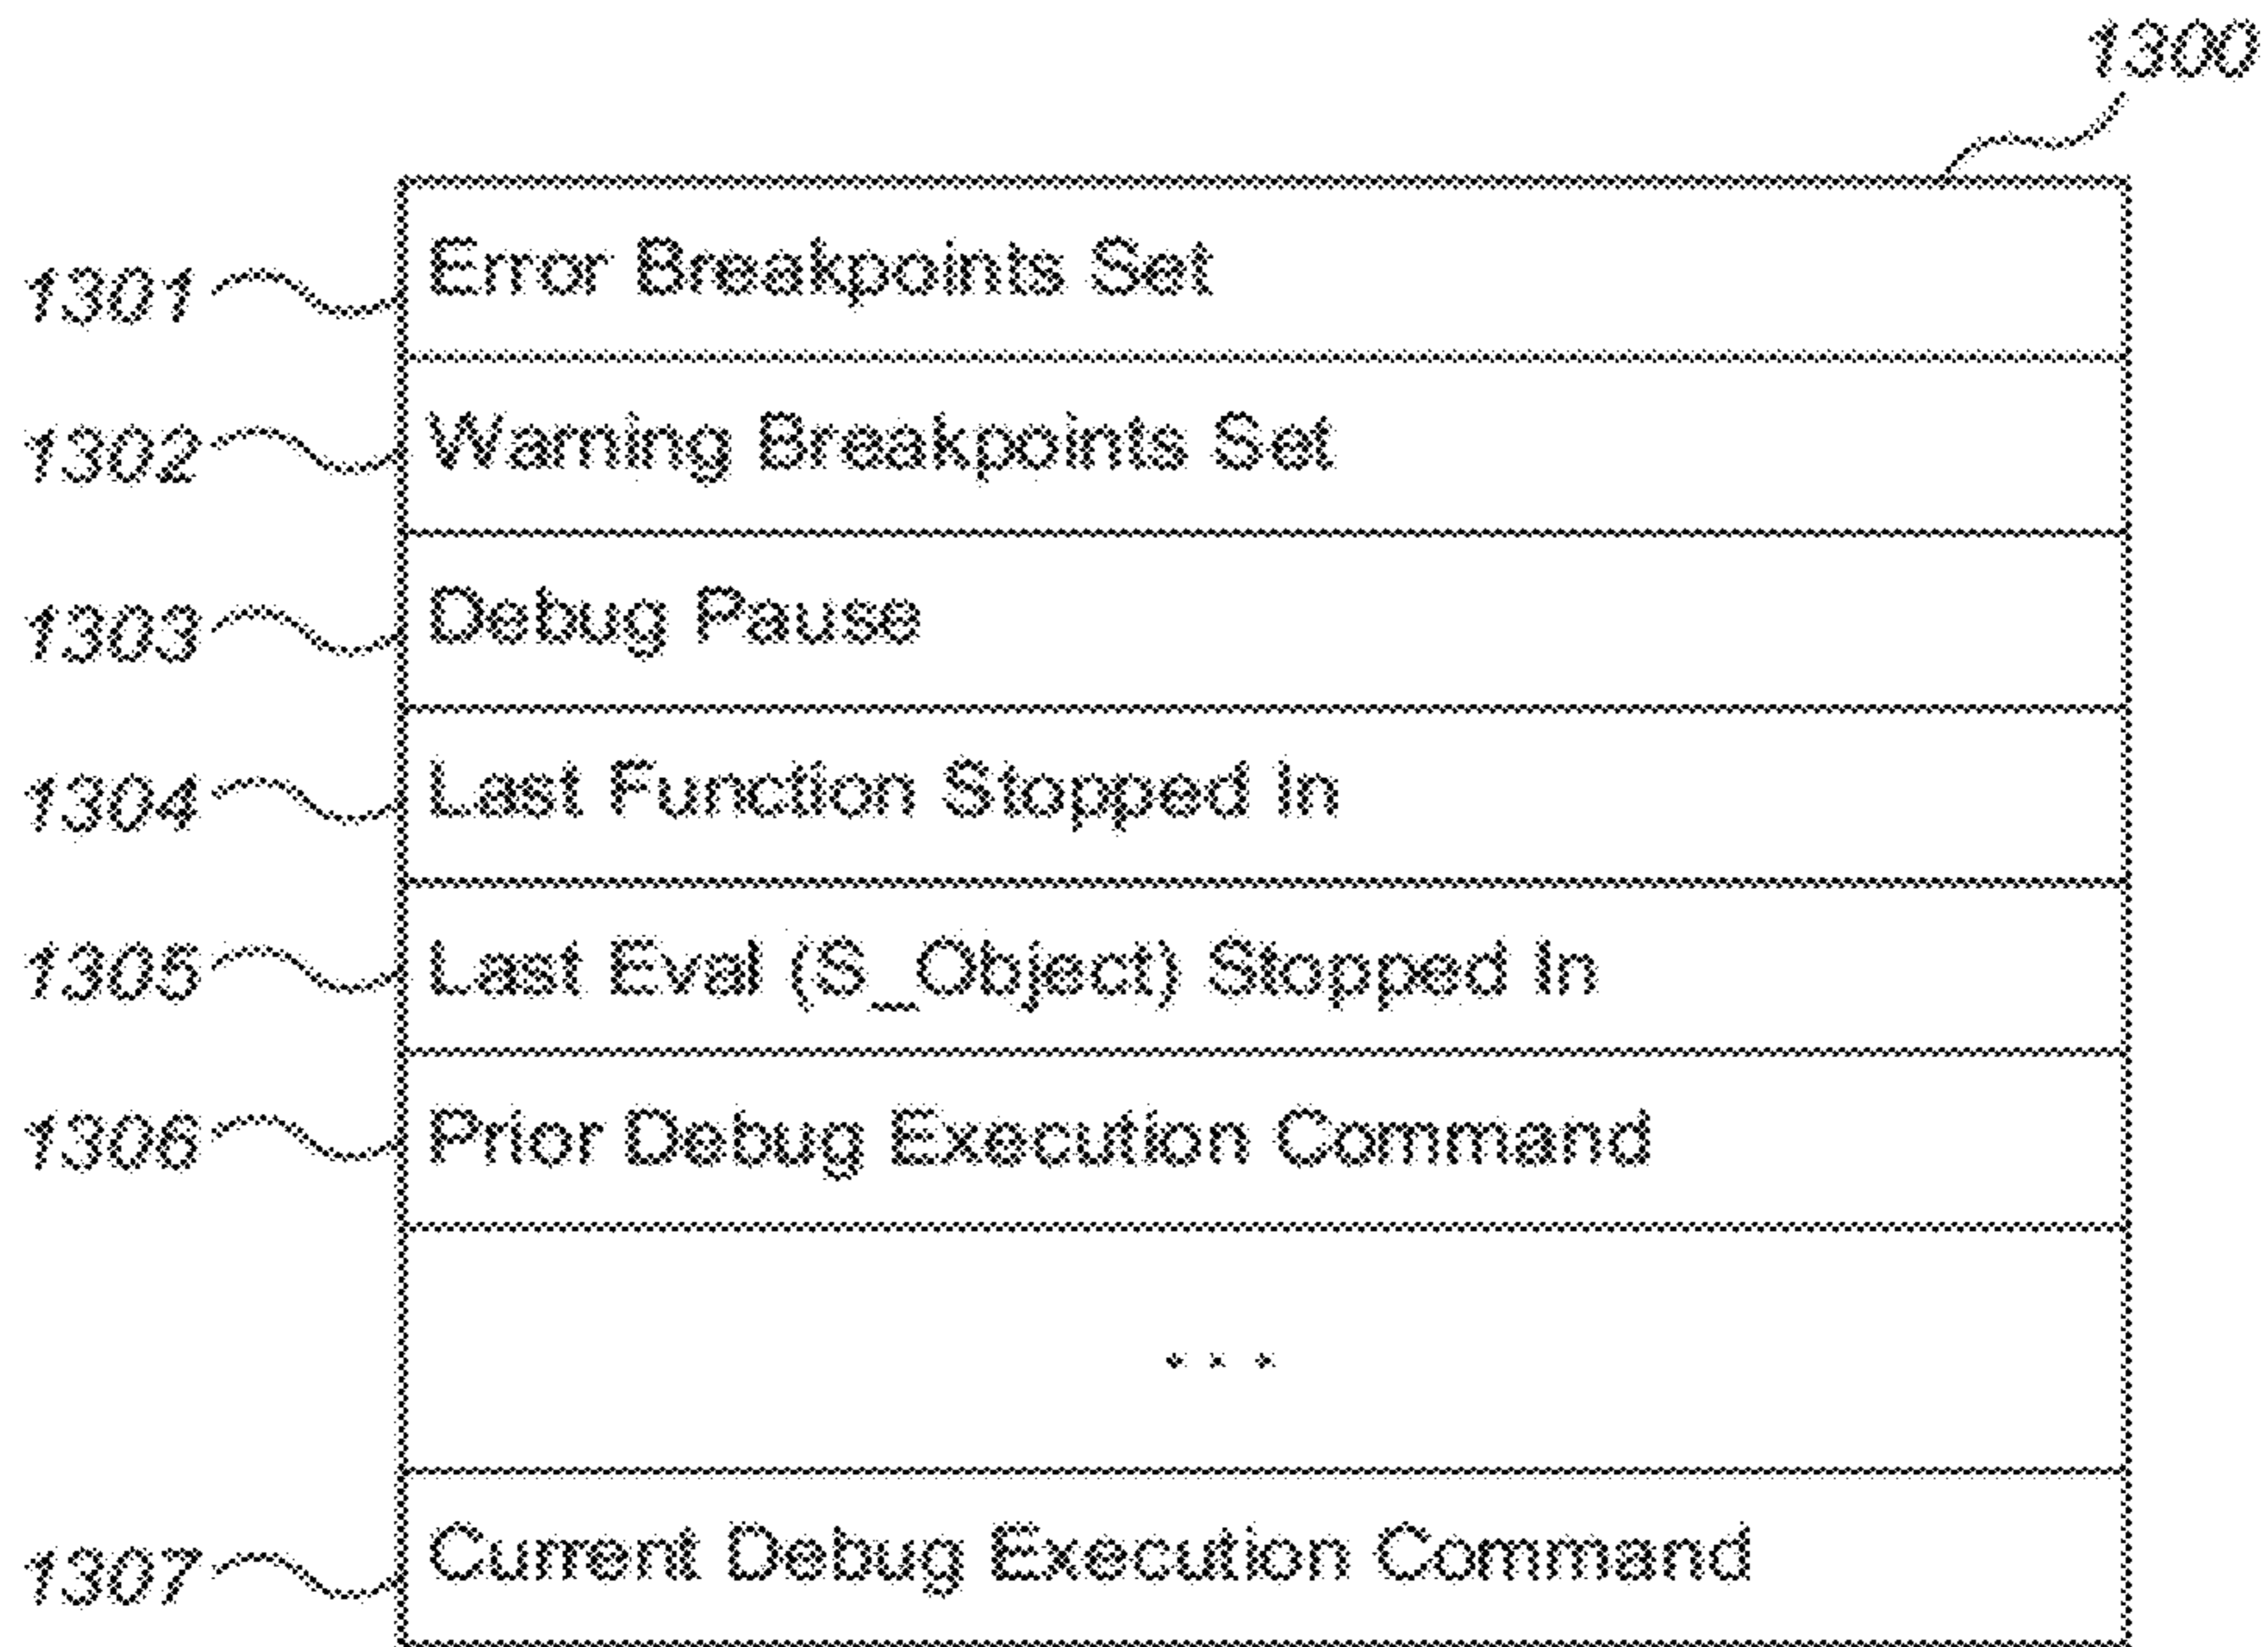 1300
1301 Error Breakpoints Set
1302 Warning Breakpoints Set
1303 Debug Pause
1304 Last Function Stopped In
1305 Last Eval (S_Object) Stopped In
1306 Prior Debug Execution Command
...
1307 Current Debug Execution Command